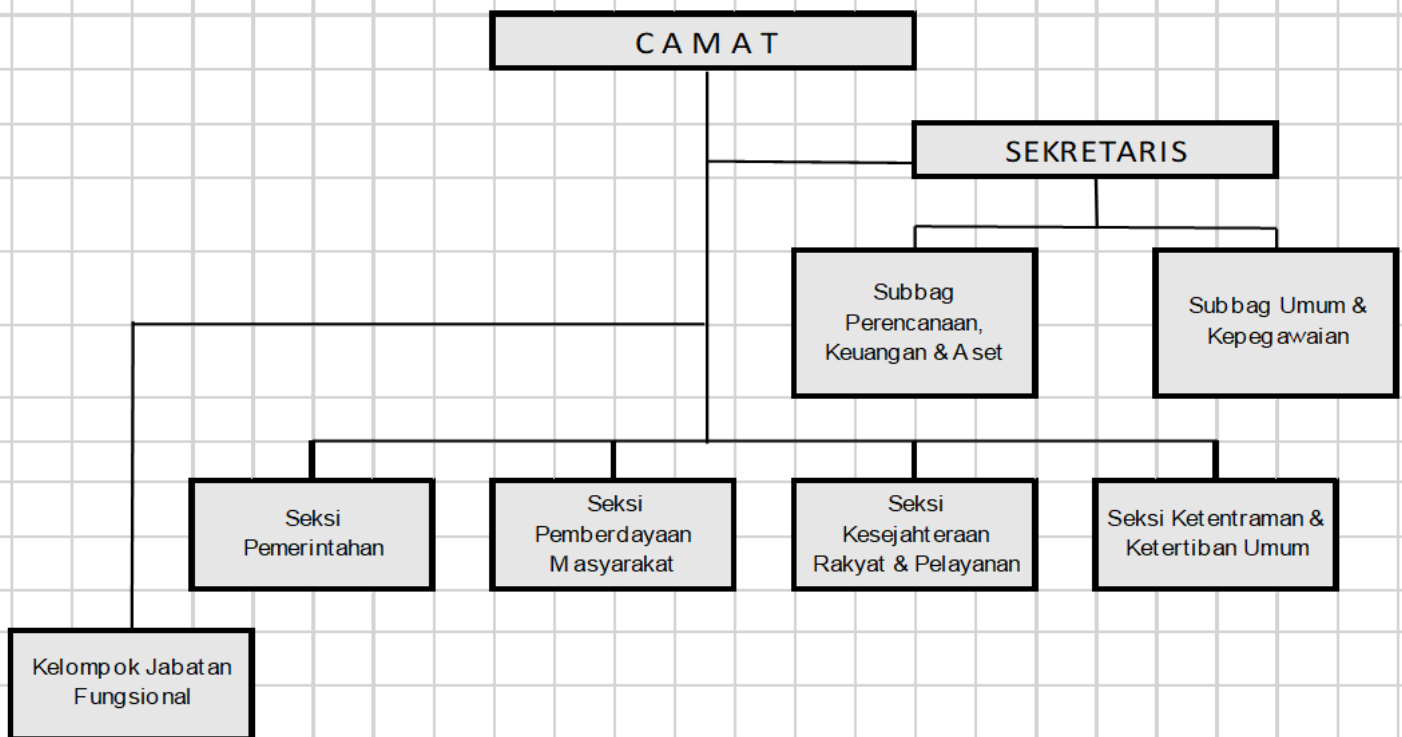 CAMAT
SEKRETARIS
Subbag
Perencanaan,
Keuangan & Aset
Subbag Umum &
Kepegawaian
Seksi
Pemerintahan
Seksi
Pemberdayaan
Masyarakat
Seksi
Kesejahteraan
Rakyat & Pelayanan
Seksi Ketentraman &
Ketertiban Umum
Kelompok Jabatan
Fungsional